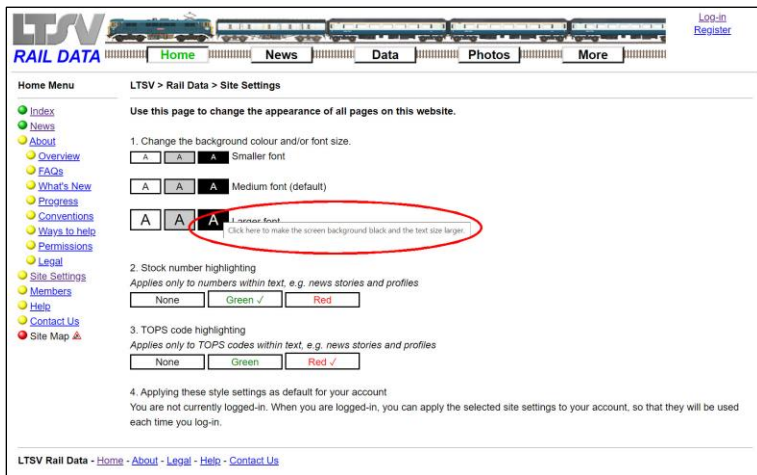 LTSV
RAIL DATA
Home
News
Data
Photos
More
Log-in
Register
Home Menu
Index
News
About
Overview
FAQs
What's New
Progress
Conventions
Ways to help
Permissions
Legal
Site Settings
Members
Help
Contact Us
Site Map
LTSV > Rail Data > Site Settings
Use this page to change the appearance of all pages on this website.
1. Change the background colour and/or font size.
A A A Smaller font
A A A Medium font (default)
A A A Larger font
Click here to make the screen background black and the text size larger.
2. Stock number highlighting
Applies only to numbers within text, e.g. news stories and profiles
None Green ✓ Red
3. TOPS code highlighting
Applies only to TOPS codes within text, e.g. news stories and profiles
None Green Red ✓
4. Applying these style settings as default for your account
You are not currently logged-in. When you are logged-in, you can apply the selected site settings to your account, so that they will be used
each time you log-in.
LTSV Rail Data - Home - About - Legal - Help - Contact Us